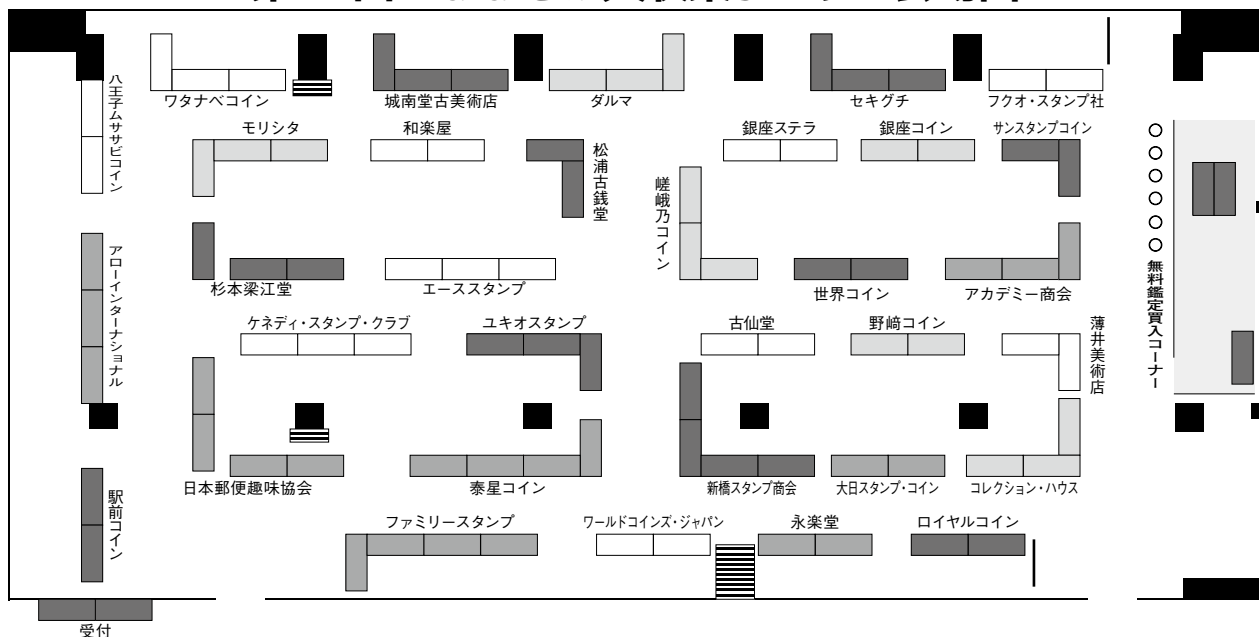 ワタナベコイン
城南堂古美術店
ダルマ
セキグチ
フクオ・スタンプ社
八王子ムササビコイン
モリシタ
和楽屋
松浦古銭堂
銀座ステラ
銀座コイン
サンスタンプコイン
嵯峨乃コイン
アローインターナショナル
杉本梁江堂
エーススタンプ
世界コイン
アカデミー商会
無料鑑定買入コーナー
ケネディ・スタンプ・クラブ
ユキオスタンプ
古仙堂
野﨑コイン
薄井美術店
日本郵便趣味協会
泰星コイン
新橋スタンプ商会
大日スタンプ・コイン
コレクション・ハウス
駅前コイン
ファミリースタンプ
ワールドコインズ・ジャパン
永楽堂
ロイヤルコイン
受付